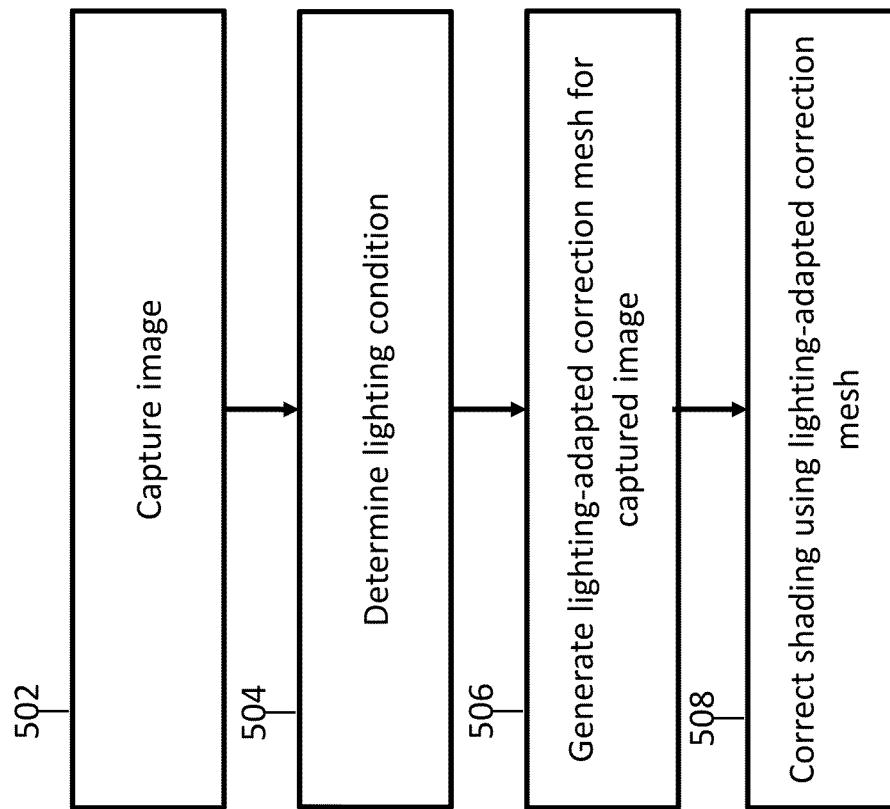 502
Capture image
504
Determine lighting condition
506
Generate lighting-adapted correction mesh for
captured image
508
Correct shading using lighting-adapted correction
mesh